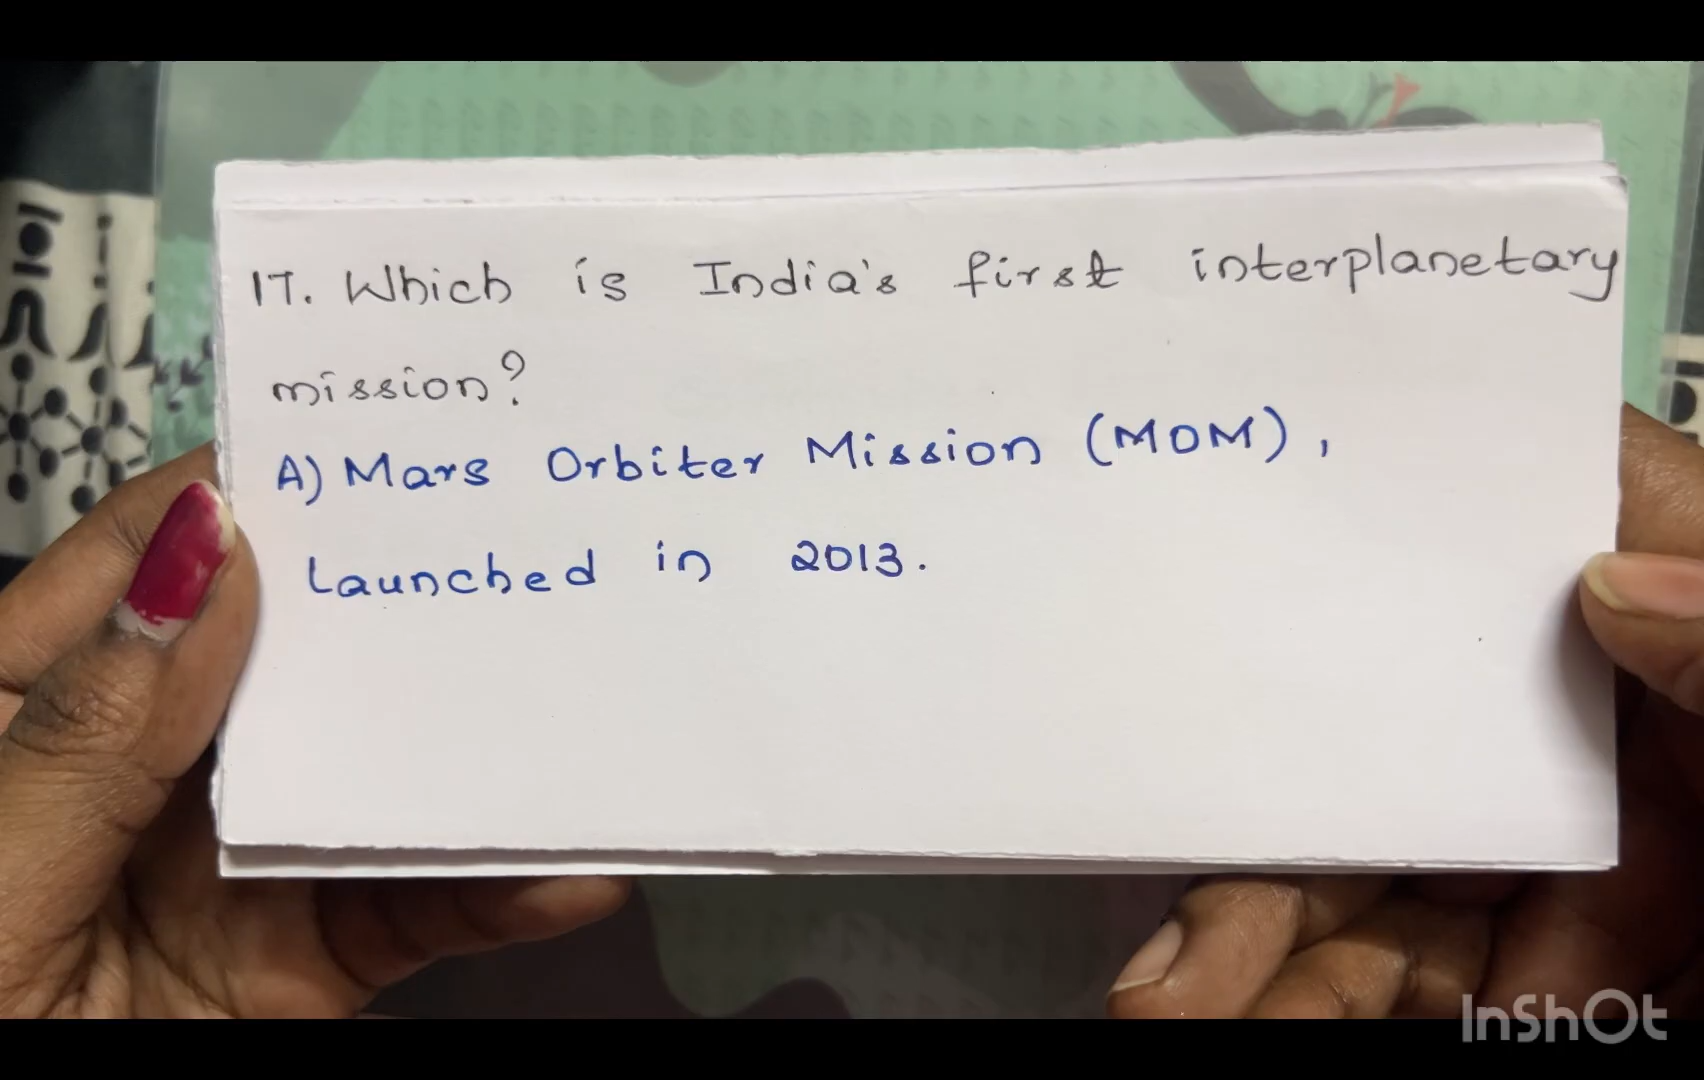 17. Which is India's first interplanetary
mission?
A) Mars Orbiter Mission (MOM),
Launched in 2013.
InShOt